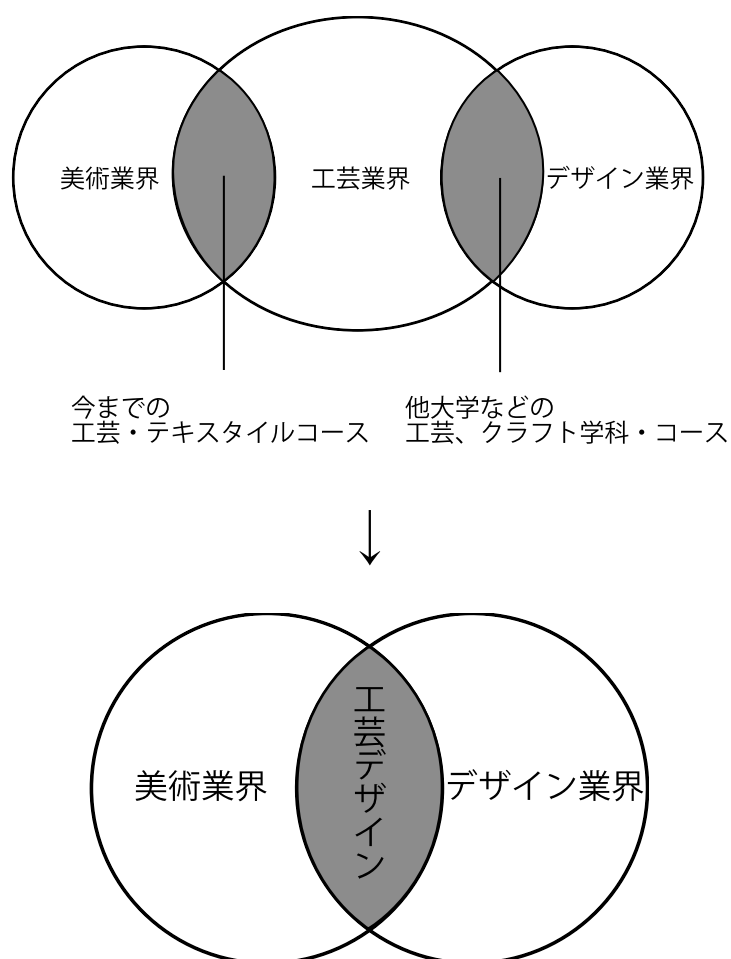 美術業界
工芸業界
デザイン業界
今までの
工芸・テキスタイルコース
他大学などの
工芸、クラフト学科・コース
美術業界
工芸デザイン
デザイン業界